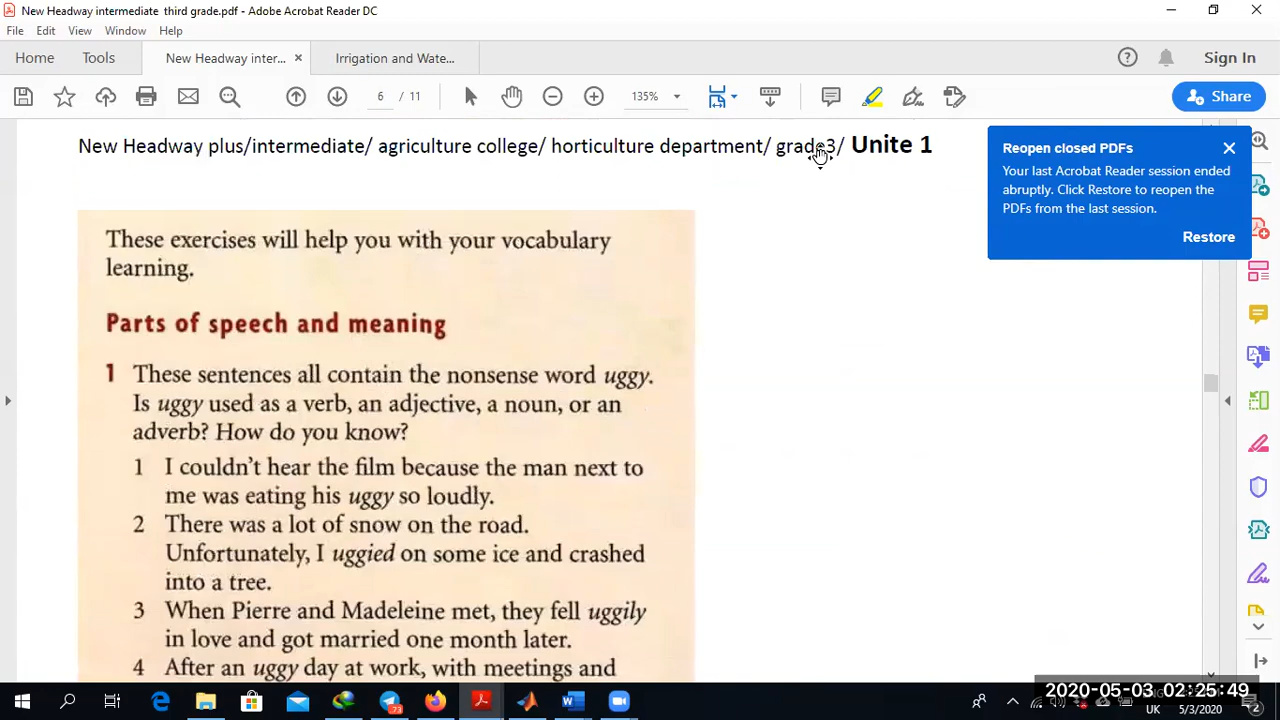 New Headway intermediate  third grade.pdf - Adobe Acrobat Reader DC
File Edit View Window Help
Home Tools New Headway inter... Irrigation and Wate... Sign In
6 / 11 135% Share
New Headway plus/intermediate/ agriculture college/ horticulture department/ grade3/ Unite 1
Reopen closed PDFs
Your last Acrobat Reader session ended
abruptly. Click Restore to reopen the
PDFs from the last session.
Restore
These exercises will help you with your vocabulary
learning.
Parts of speech and meaning
1 These sentences all contain the nonsense word uggy.
Is uggy used as a verb, an adjective, a noun, or an
adverb? How do you know?
1 I couldn't hear the film because the man next to
me was eating his uggy so loudly.
2 There was a lot of snow on the road.
Unfortunately, I uggied on some ice and crashed
into a tree.
3 When Pierre and Madeleine met, they fell uggily
in love and got married one month later.
4 After an uggy day at work, with meetings and
73
2020-05-03 02:25:49
UK 5/3/2020 2